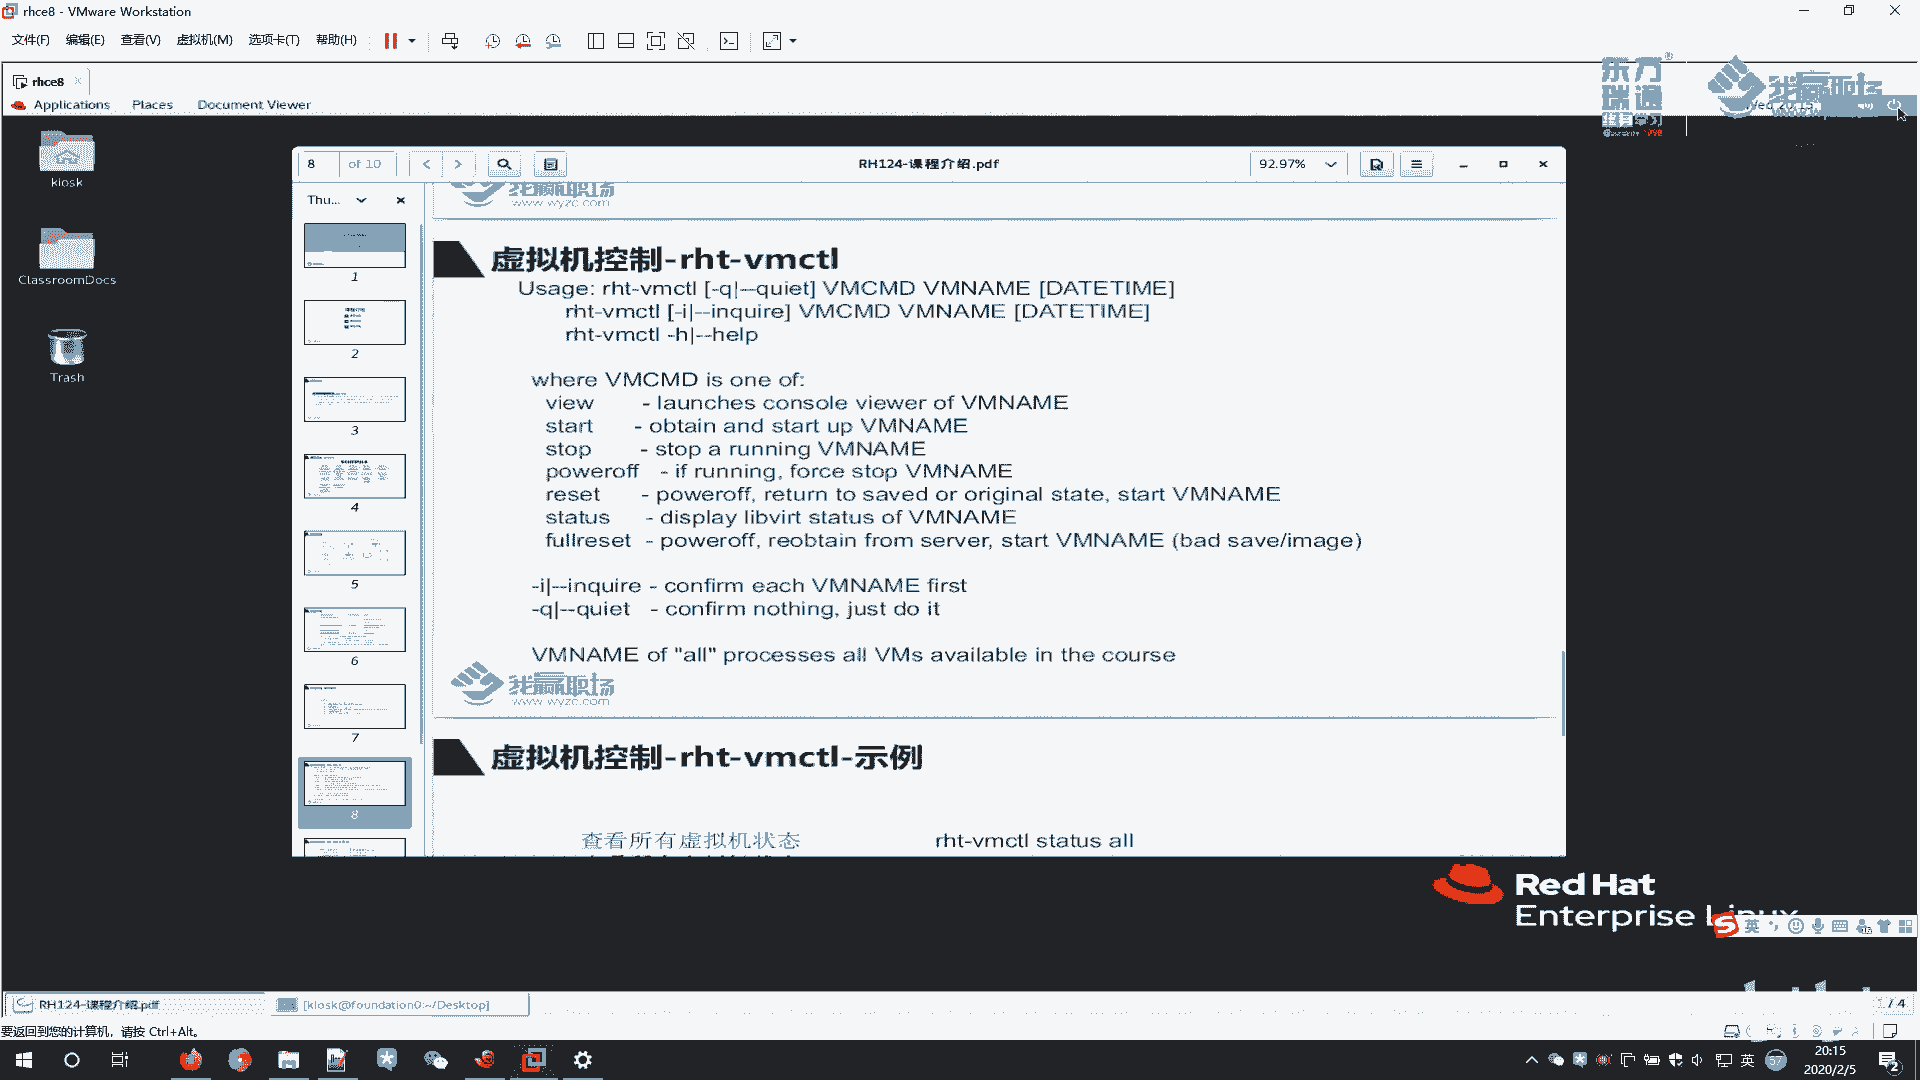 rhce8 - VMware Workstation
文件(F) 编辑(E) 查看(V) 虚拟机(M) 选项卡(T) 帮助(H)
rhce8
东方瑞通
终身学习
我赢职场
Applications Places Document Viewer
Wed 20:15
kiosk
ClassroomDocs
Trash
8 of 10
RH124-课程介绍.pdf
92.97%
Thu...
1
2
3
4
5
6
7
8
我赢职场
www.wyzc.com
虚拟机控制-rht-vmctl
Usage: rht-vmctl [-q|--quiet] VMCMD VMNAME [DATETIME]
rht-vmctl [-i|--inquire] VMCMD VMNAME [DATETIME]
rht-vmctl -h|--help
where VMCMD is one of:
view - launches console viewer of VMNAME
start - obtain and start up VMNAME
stop - stop a running VMNAME
poweroff - if running, force stop VMNAME
reset - poweroff, return to saved or original state, start VMNAME
status - display libvirt status of VMNAME
fullreset - poweroff, reobtain from server, start VMNAME (bad save/image)
-i|--inquire - confirm each VMNAME first
-q|--quiet - confirm nothing, just do it
VMNAME of "all" processes all VMs available in the course
我赢职场
www.wyzc.com
虚拟机控制-rht-vmctl-示例
查看所有虚拟机状态 rht-vmctl status all
Red Hat
Enterprise Linux
英
RH124-课程介绍.pdf
[kiosk@foundation0:~/Desktop]
1 / 4
要返回到您的计算机，请按 Ctrl+Alt。
英
57
20:15
2020/2/5
2